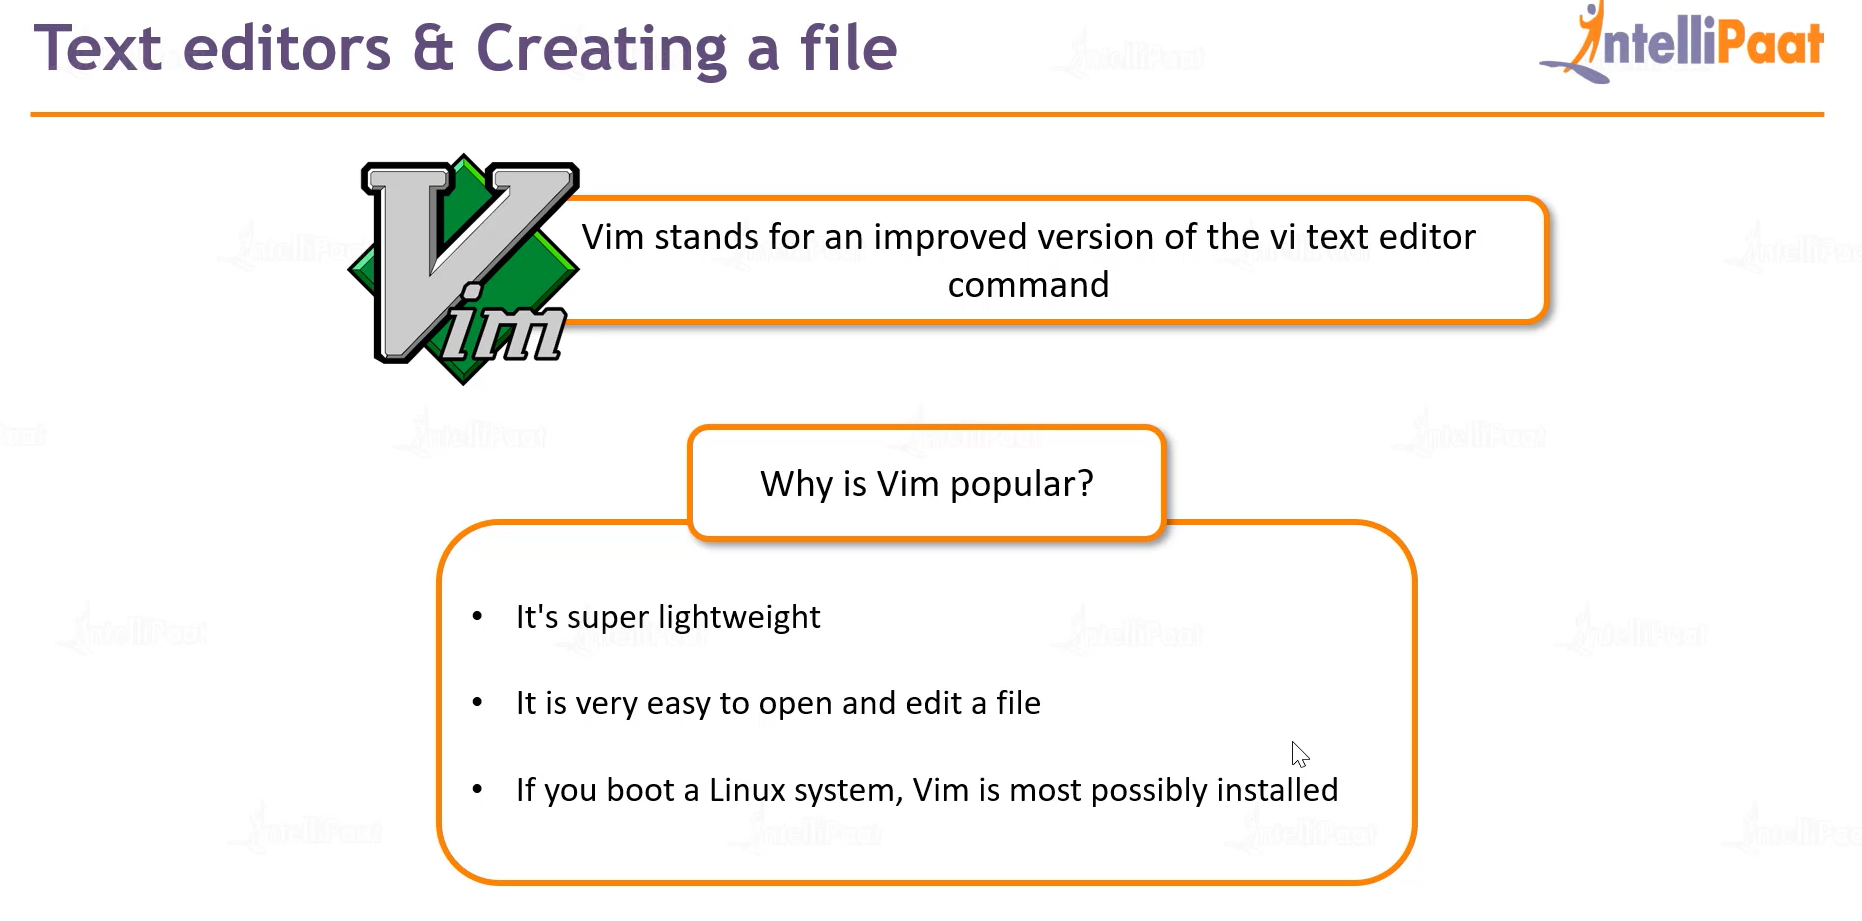 Text editors & Creating a file
IntelliPaat
Vim stands for an improved version of the vi text editor
command
Vim
Why is Vim popular?
• It's super lightweight
• It is very easy to open and edit a file
• If you boot a Linux system, Vim is most possibly installed